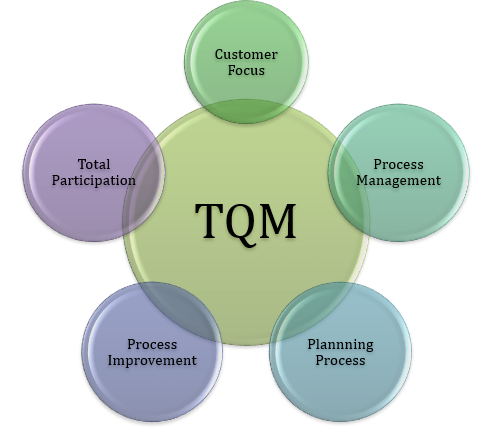 Customer
Focus
Total
Participation
Process
Management
TQM
Process
Improvement
Plannning
Process